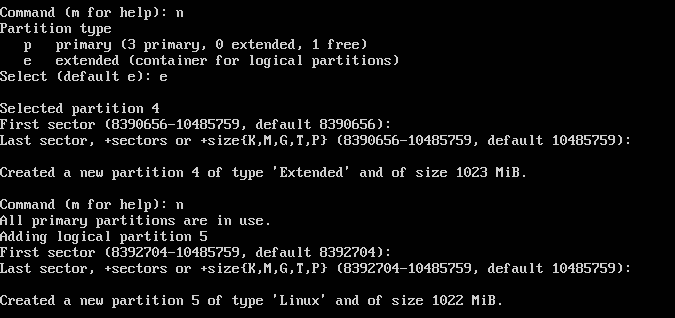 Command (m for help): n
Partition type
   p   primary (3 primary, 0 extended, 1 free)
   e   extended (container for logical partitions)
Select (default e): e
Selected partition 4
First sector (8390656-10485759, default 8390656):
Last sector, +sectors or +size{K,M,G,T,P} (8390656-10485759, default 10485759):
Created a new partition 4 of type 'Extended' and of size 1023 MiB.
Command (m for help): n
All primary partitions are in use.
Adding logical partition 5
First sector (8392704-10485759, default 8392704):
Last sector, +sectors or +size{K,M,G,T,P} (8392704-10485759, default 10485759):
Created a new partition 5 of type 'Linux' and of size 1022 MiB.